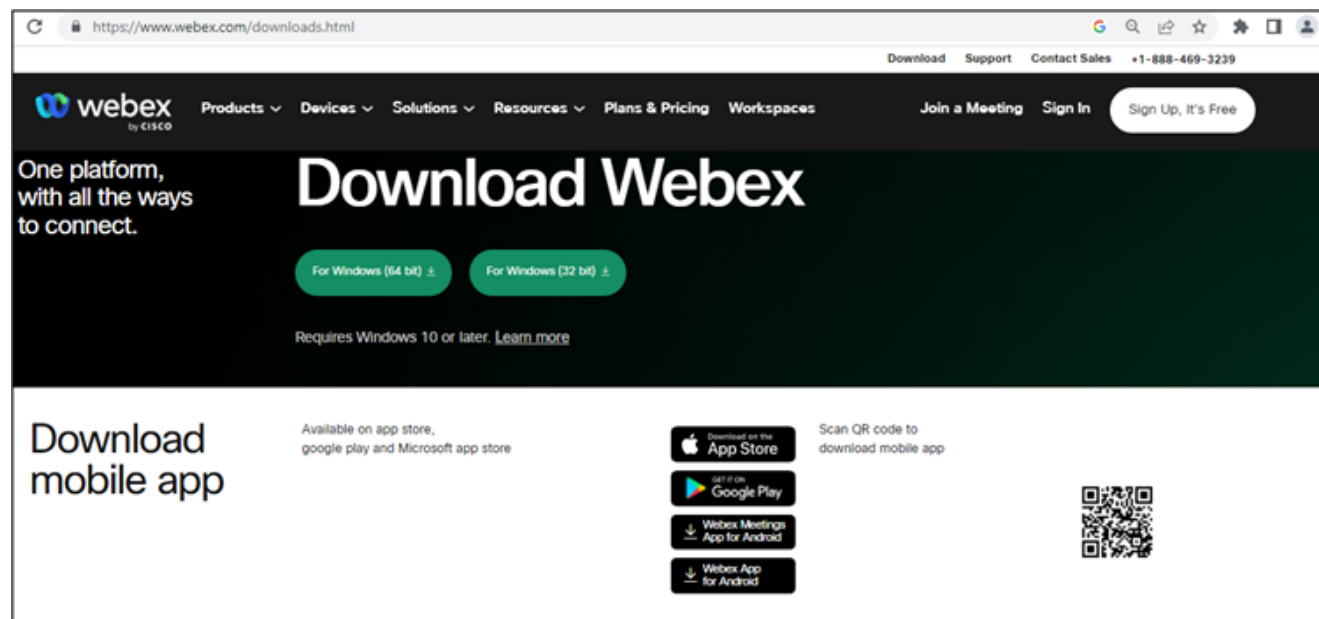 https://www.webex.com/downloads.html
Download Support Contact Sales +1-888-469-3239
webex
by CISCO
Products Devices Solutions Resources Plans & Pricing Workspaces Join a Meeting Sign In Sign Up, It's Free
One platform,
with all the ways
to connect.
Download Webex
For Windows (64 bit) For Windows (32 bit)
Requires Windows 10 or later. Learn more
Download
mobile app
Available on app store,
google play and Microsoft app store
Download on the
App Store
GET IT ON
Google Play
Webex Meetings
App for Android
Webex App
for Android
Scan QR code to
download mobile app